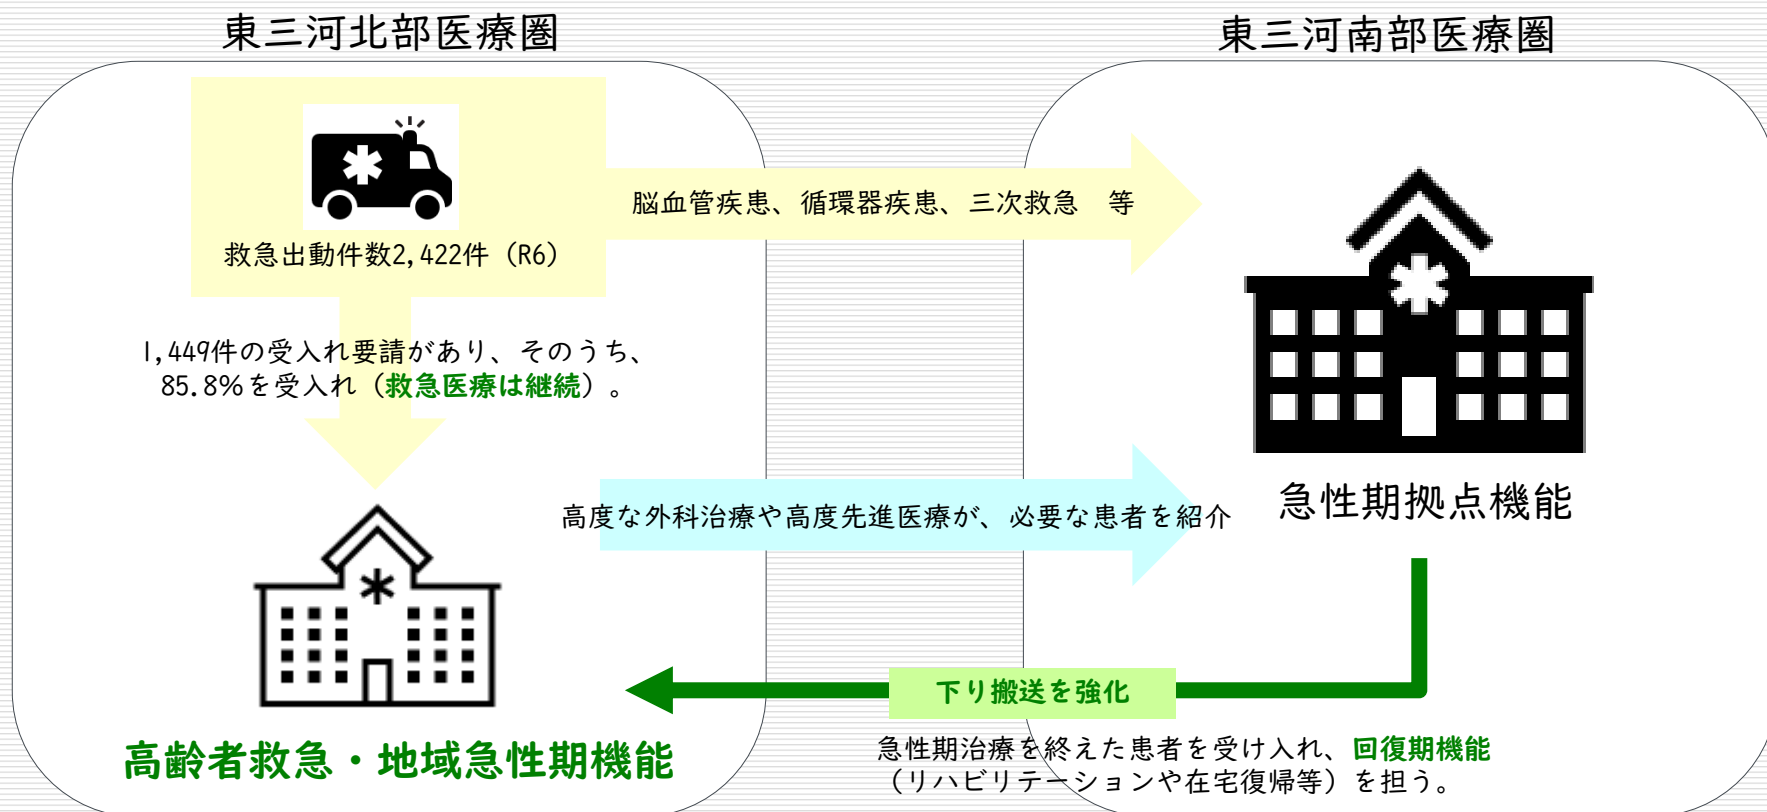 東三河北部医療圏
東三河南部医療圏
救急出動件数2,422件（R6）
脳血管疾患、循環器疾患、三次救急　等
1,449件の受入れ要請があり、そのうち、
85.8%を受入れ（救急医療は継続）。
高度な外科治療や高度先進医療が、必要な患者を紹介
急性期拠点機能
下り搬送を強化
高齢者救急・地域急性期機能
急性期治療を終えた患者を受け入れ、回復期機能
（リハビリテーションや在宅復帰等）を担う。